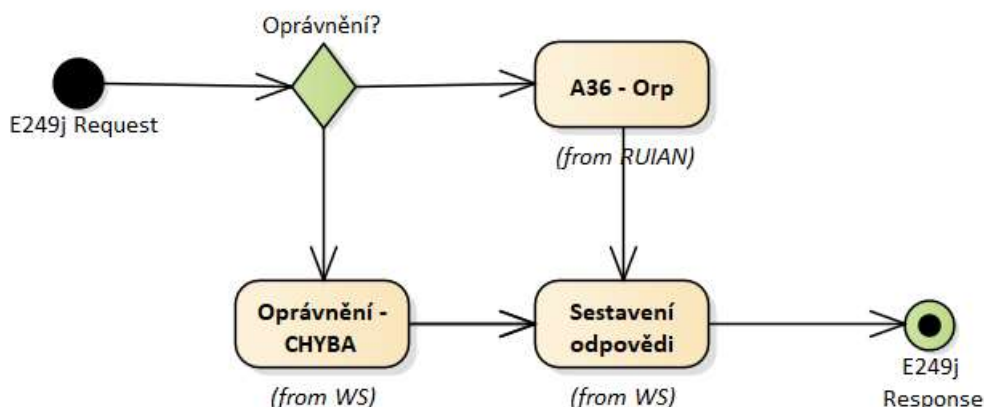 Oprávnění?
A36 - Orp
E249j Request
(from RUIAN)
Oprávnění -
CHYBA
Sestavení
odpovědi
(from WS)
(from WS)
E249j
Response